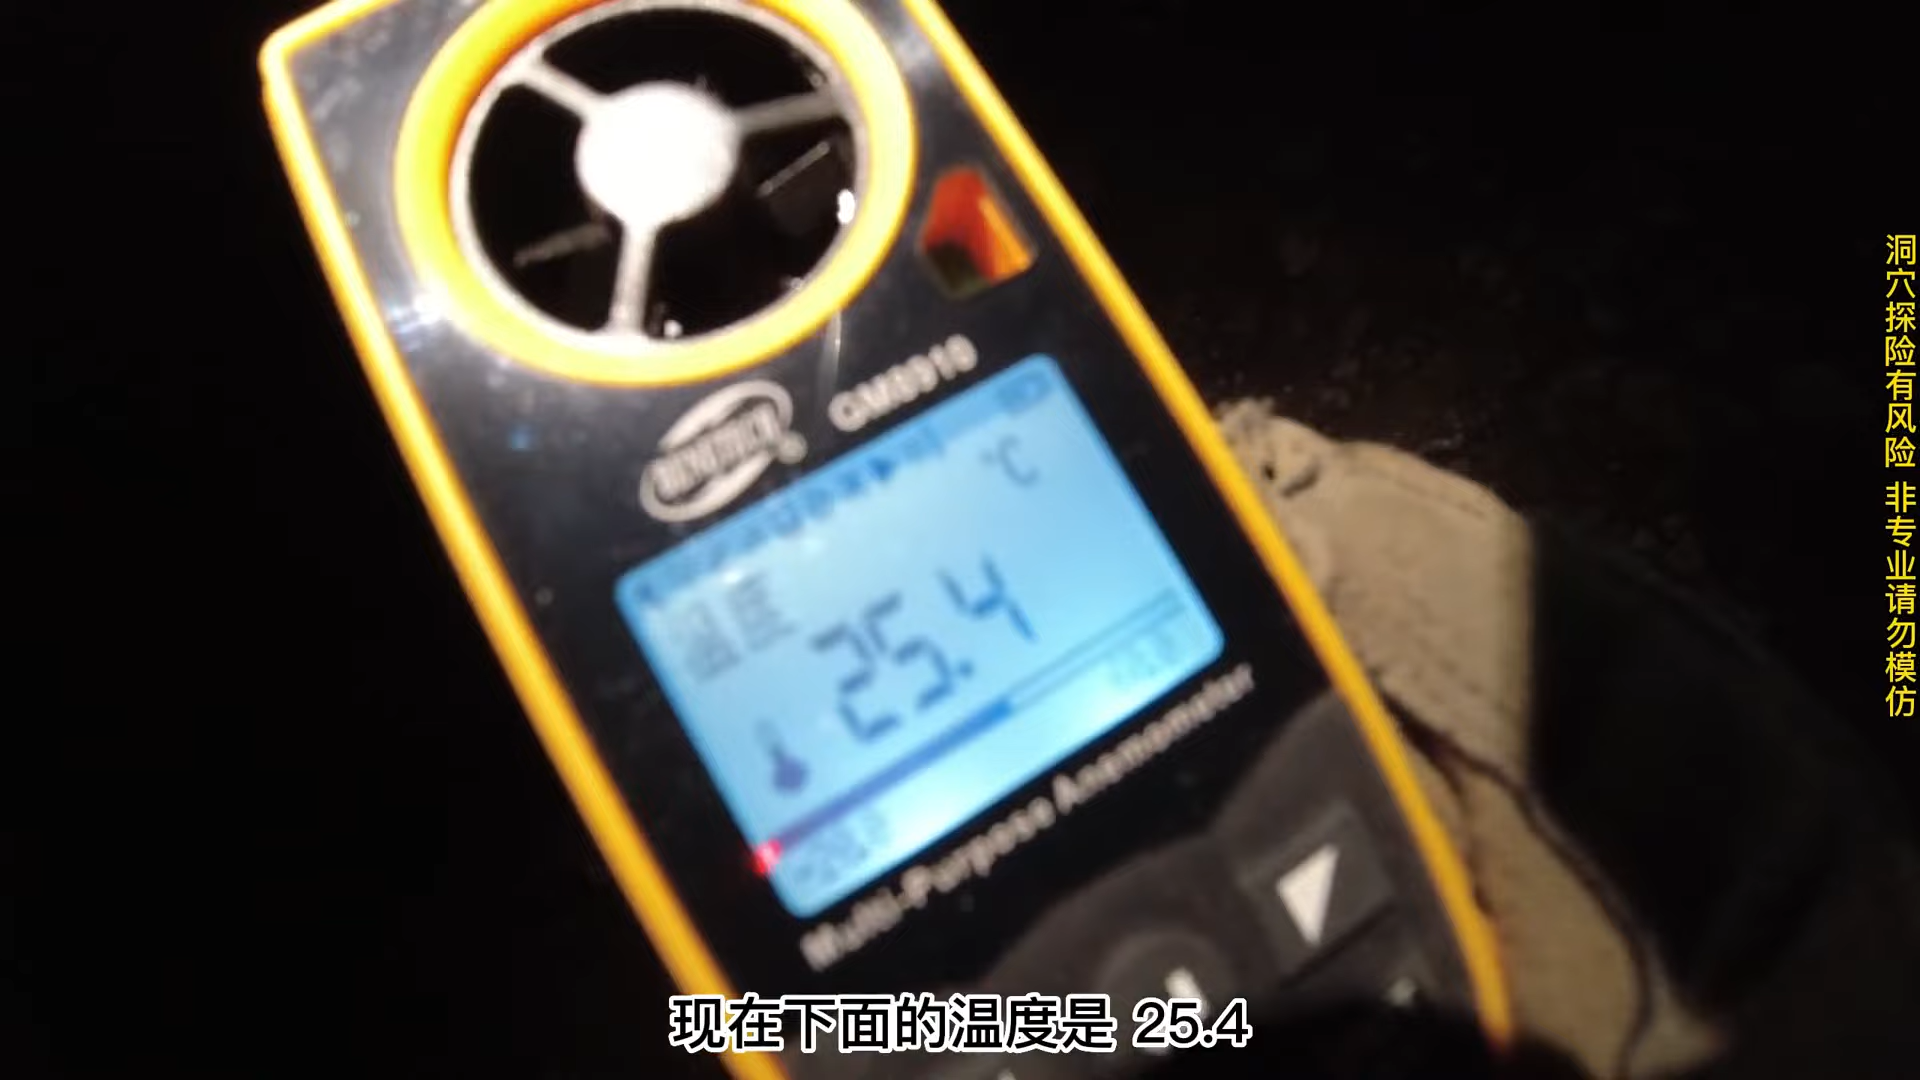 BENETECH
GM8910
℃
温度
25.4
Multi-Purpose Anemometer
现在下面的温度是 25.4
洞穴探险有风险 非专业请勿模仿